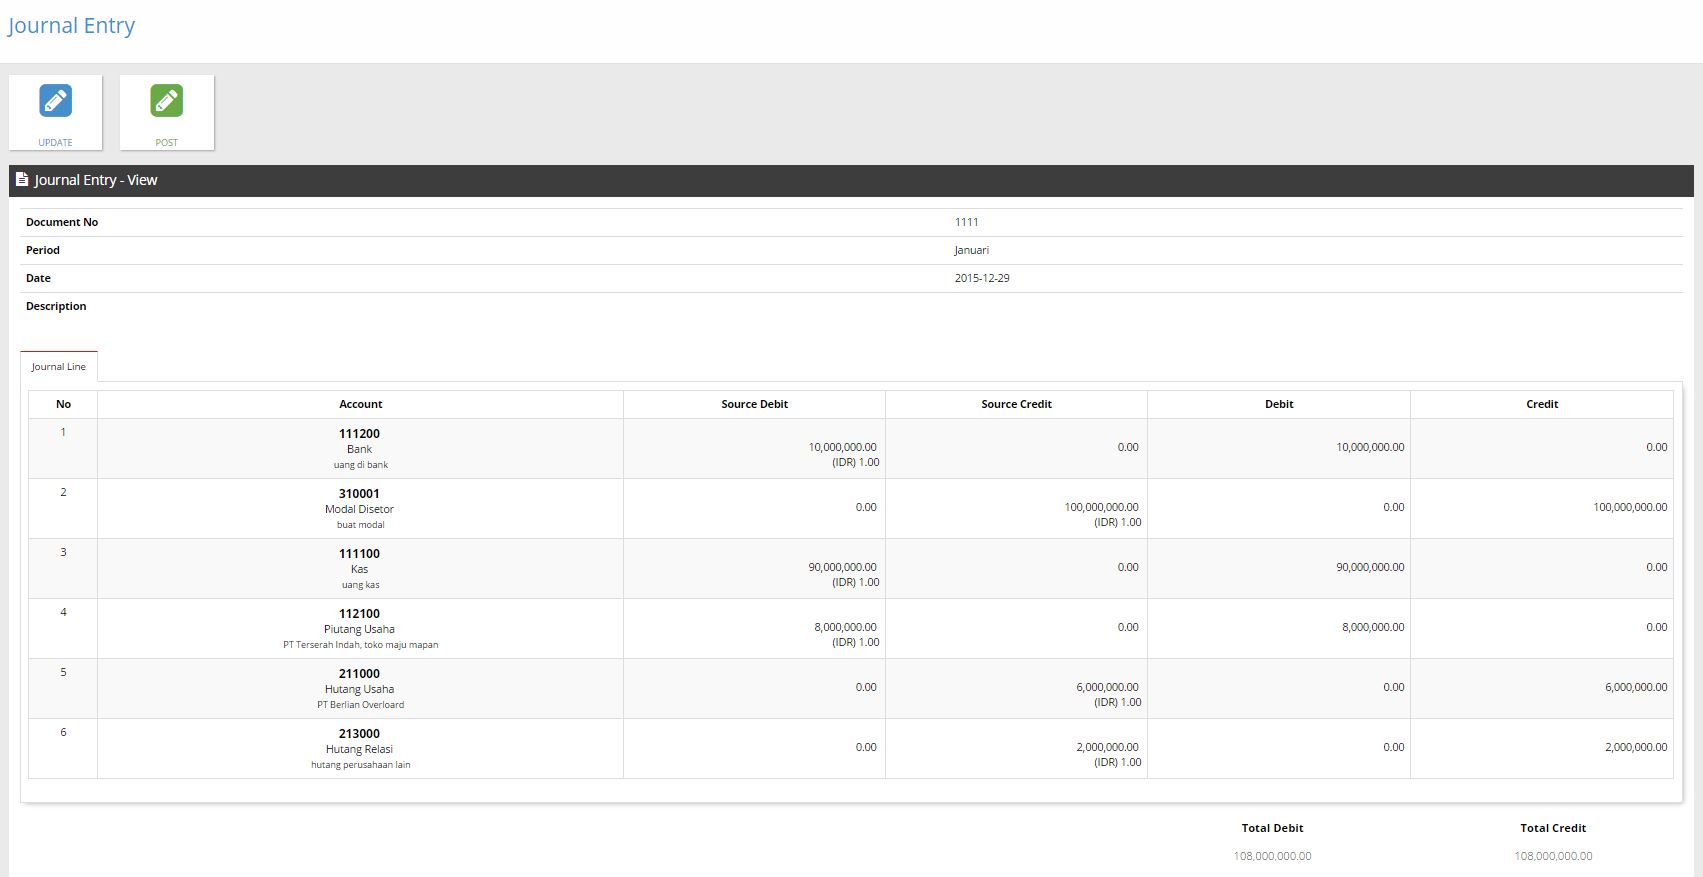 Journal Entry
UPDATE POST
Journal Entry - View
Document No 1111
Period Januari
Date 2015-12-29
Description
Journal Line
No Account Source Debit Source Credit Debit Credit
1 111200
Bank 10,000,000.00 0.00 10,000,000.00 0.00
uang di bank (IDR) 1.00
2 310001
Modal Disetor 0.00 100,000,000.00 0.00 100,000,000.00
buat modal (IDR) 1.00
3 111100
Kas 90,000,000.00 0.00 90,000,000.00 0.00
uang kas (IDR) 1.00
4 112100
Piutang Usaha 8,000,000.00 0.00 8,000,000.00 0.00
PT Terserah Indah, toko maju mapan (IDR) 1.00
5 211000
Hutang Usaha 0.00 6,000,000.00 0.00 6,000,000.00
PT Berlian Overloard (IDR) 1.00
6 213000
Hutang Relasi 0.00 2,000,000.00 0.00 2,000,000.00
hutang perusahaan lain (IDR) 1.00
Total Debit Total Credit
108,000,000.00 108,000,000.00